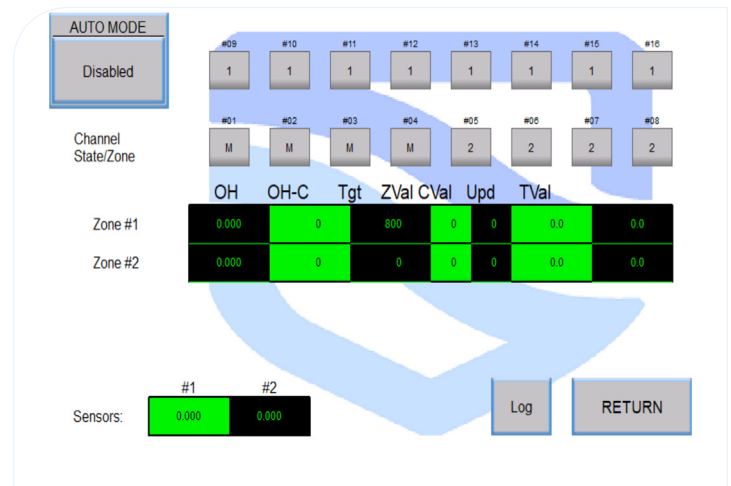 AUTO MODE
Disabled
#09 #10 #11 #12 #13 #14 #15 #16
1 1 1 1 1 1 1 1
#01 #02 #03 #04 #05 #06 #07 #08
Channel
State/Zone
M M M M 2 2 2 2
OH OH-C Tgt ZVal CVal Upd TVal
Zone #1 0.000 0 800 0 0 0.0 0.0
Zone #2 0.000 0 0 0 0 0.0 0.0
#1 #2
Sensors: 0.000 0.000
Log
RETURN